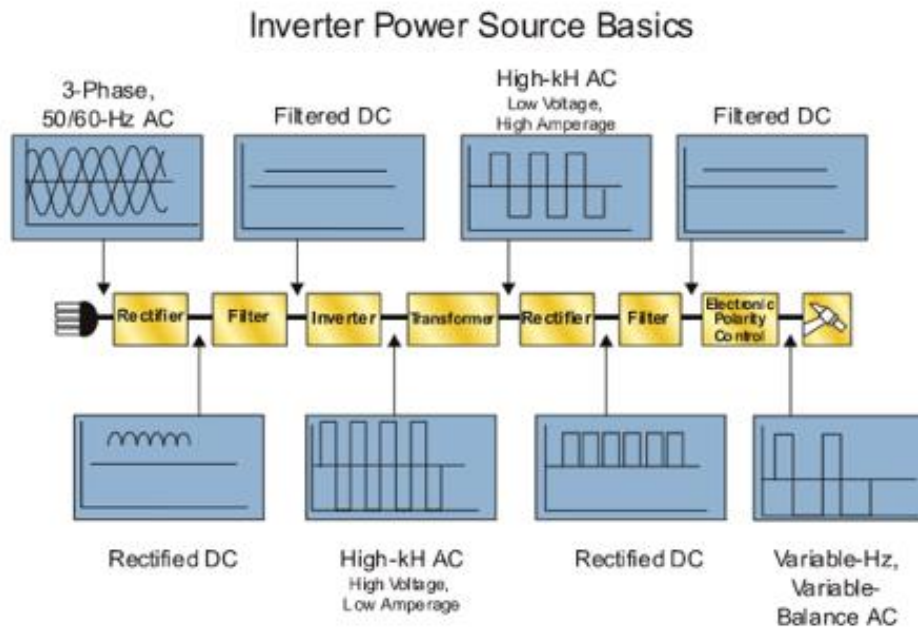 Inverter Power Source Basics
3-Phase,
50/60-Hz AC
Filtered DC
High-kH AC
Low Voltage,
High Amperage
Filtered DC
Rectifier
Filter
Inverter
Transformer
Rectifier
Filter
Electronic
Polarity
Control
Rectified DC
High-kH AC
High Voltage,
Low Amperage
Rectified DC
Variable-Hz,
Variable-
Balance AC